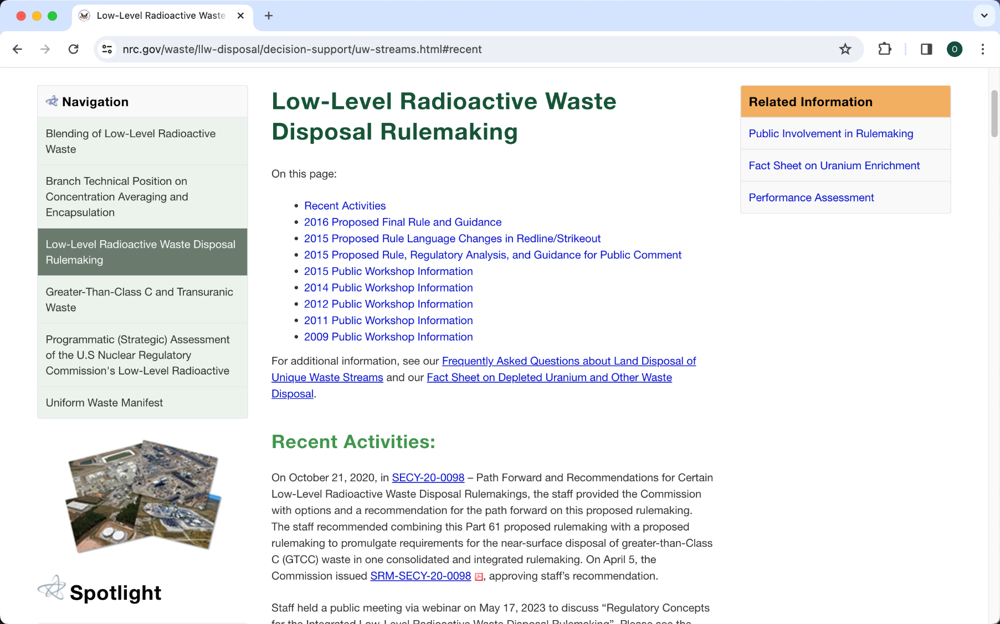 Low-Level Radioactive Waste
nrc.gov/waste/llw-disposal/decision-support/uw-streams.html#recent
O
Navigation
Blending of Low-Level Radioactive
Waste
Branch Technical Position on
Concentration Averaging and
Encapsulation
Low-Level Radioactive Waste Disposal
Rulemaking
Greater-Than-Class C and Transuranic
Waste
Programmatic (Strategic) Assessment
of the U.S Nuclear Regulatory
Commission's Low-Level Radioactive
Uniform Waste Manifest
Spotlight
Low-Level Radioactive Waste
Disposal Rulemaking
On this page:
• Recent Activities
• 2016 Proposed Final Rule and Guidance
• 2015 Proposed Rule Language Changes in Redline/Strikeout
• 2015 Proposed Rule, Regulatory Analysis, and Guidance for Public Comment
• 2015 Public Workshop Information
• 2014 Public Workshop Information
• 2012 Public Workshop Information
• 2011 Public Workshop Information
• 2009 Public Workshop Information
For additional information, see our Frequently Asked Questions about Land Disposal of
Unique Waste Streams and our Fact Sheet on Depleted Uranium and Other Waste
Disposal.
Recent Activities:
On October 21, 2020, in SECY-20-0098 – Path Forward and Recommendations for Certain
Low-Level Radioactive Waste Disposal Rulemakings, the staff provided the Commission
with options and a recommendation for the path forward on this proposed rulemaking.
The staff recommended combining this Part 61 proposed rulemaking with a proposed
rulemaking to promulgate requirements for the near-surface disposal of greater-than-Class
C (GTCC) waste in one consolidated and integrated rulemaking. On April 5, the
Commission issued SRM-SECY-20-0098 , approving staff’s recommendation.
Staff held a public meeting via webinar on May 17, 2023 to discuss “Regulatory Concepts
for the Integrated Low-Level Radioactive Waste Disposal Rulemaking”. Please see the
Related Information
Public Involvement in Rulemaking
Fact Sheet on Uranium Enrichment
Performance Assessment